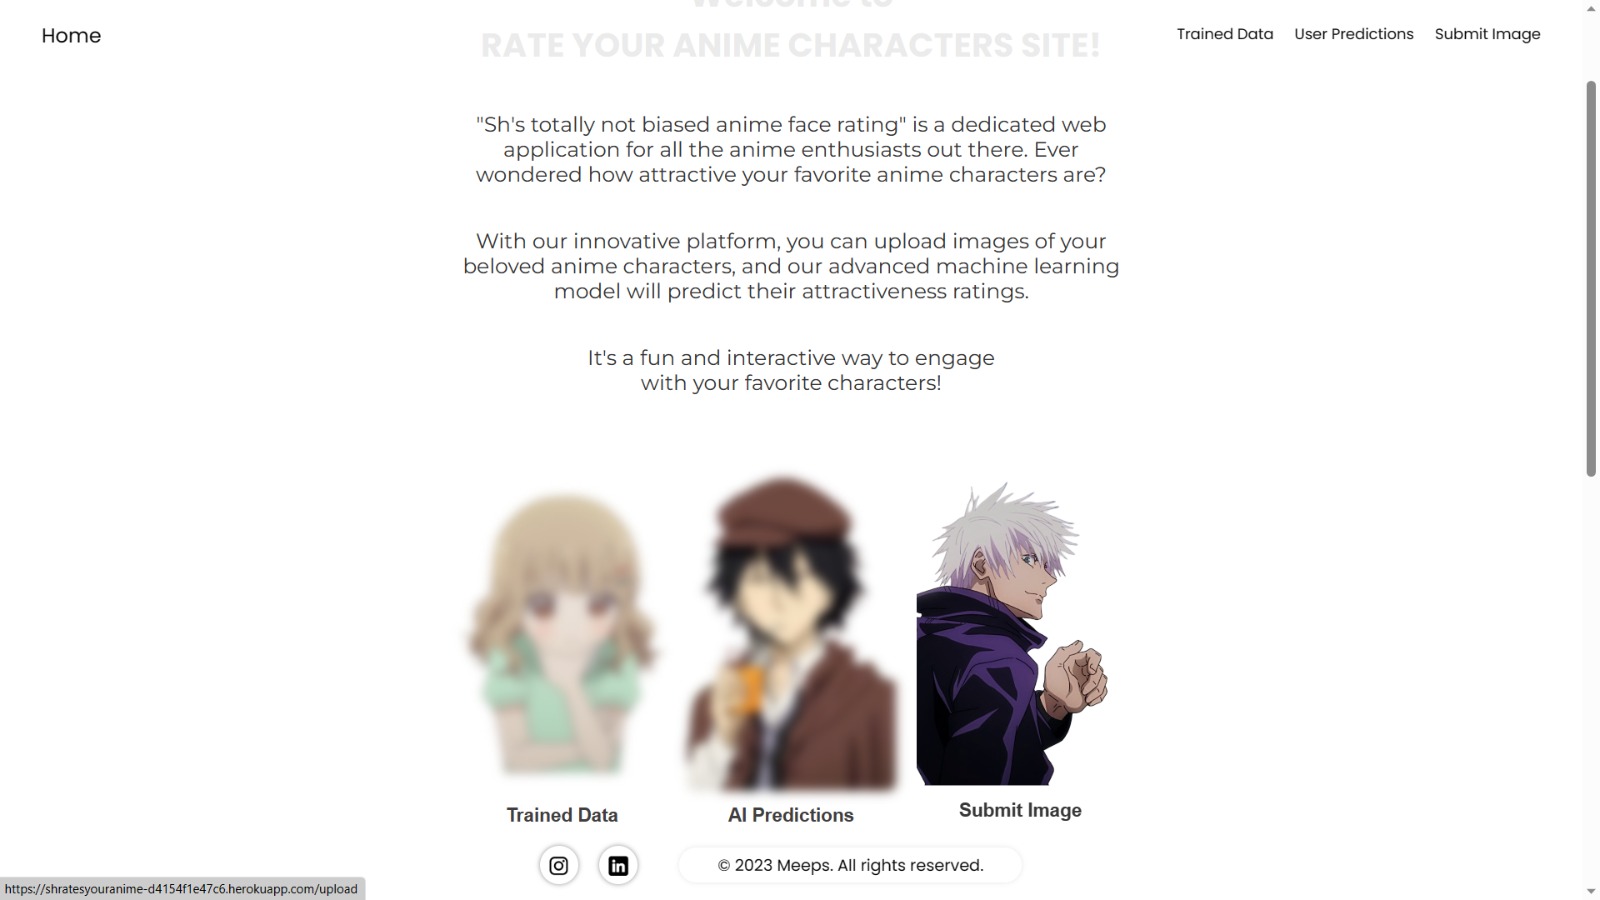 Home
Trained Data
User Predictions
Submit Image
Welcome to
RATE YOUR ANIME CHARACTERS SITE!
"Sh's totally not biased anime face rating" is a dedicated web
application for all the anime enthusiasts out there. Ever
wondered how attractive your favorite anime characters are?
With our innovative platform, you can upload images of your
beloved anime characters, and our advanced machine learning
model will predict their attractiveness ratings.
It's a fun and interactive way to engage
with your favorite characters!
Trained Data
AI Predictions
Submit Image
© 2023 Meeps. All rights reserved.
https://shratesyouranime-d4154f1e47c6.herokuapp.com/upload